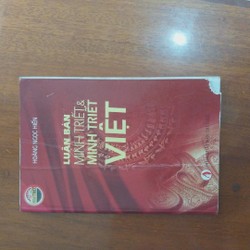 HOÀNG NGỌC HIẾN
LUẬN BÀN
MINH TRIẾT &
MINH TRIẾT
VIỆT